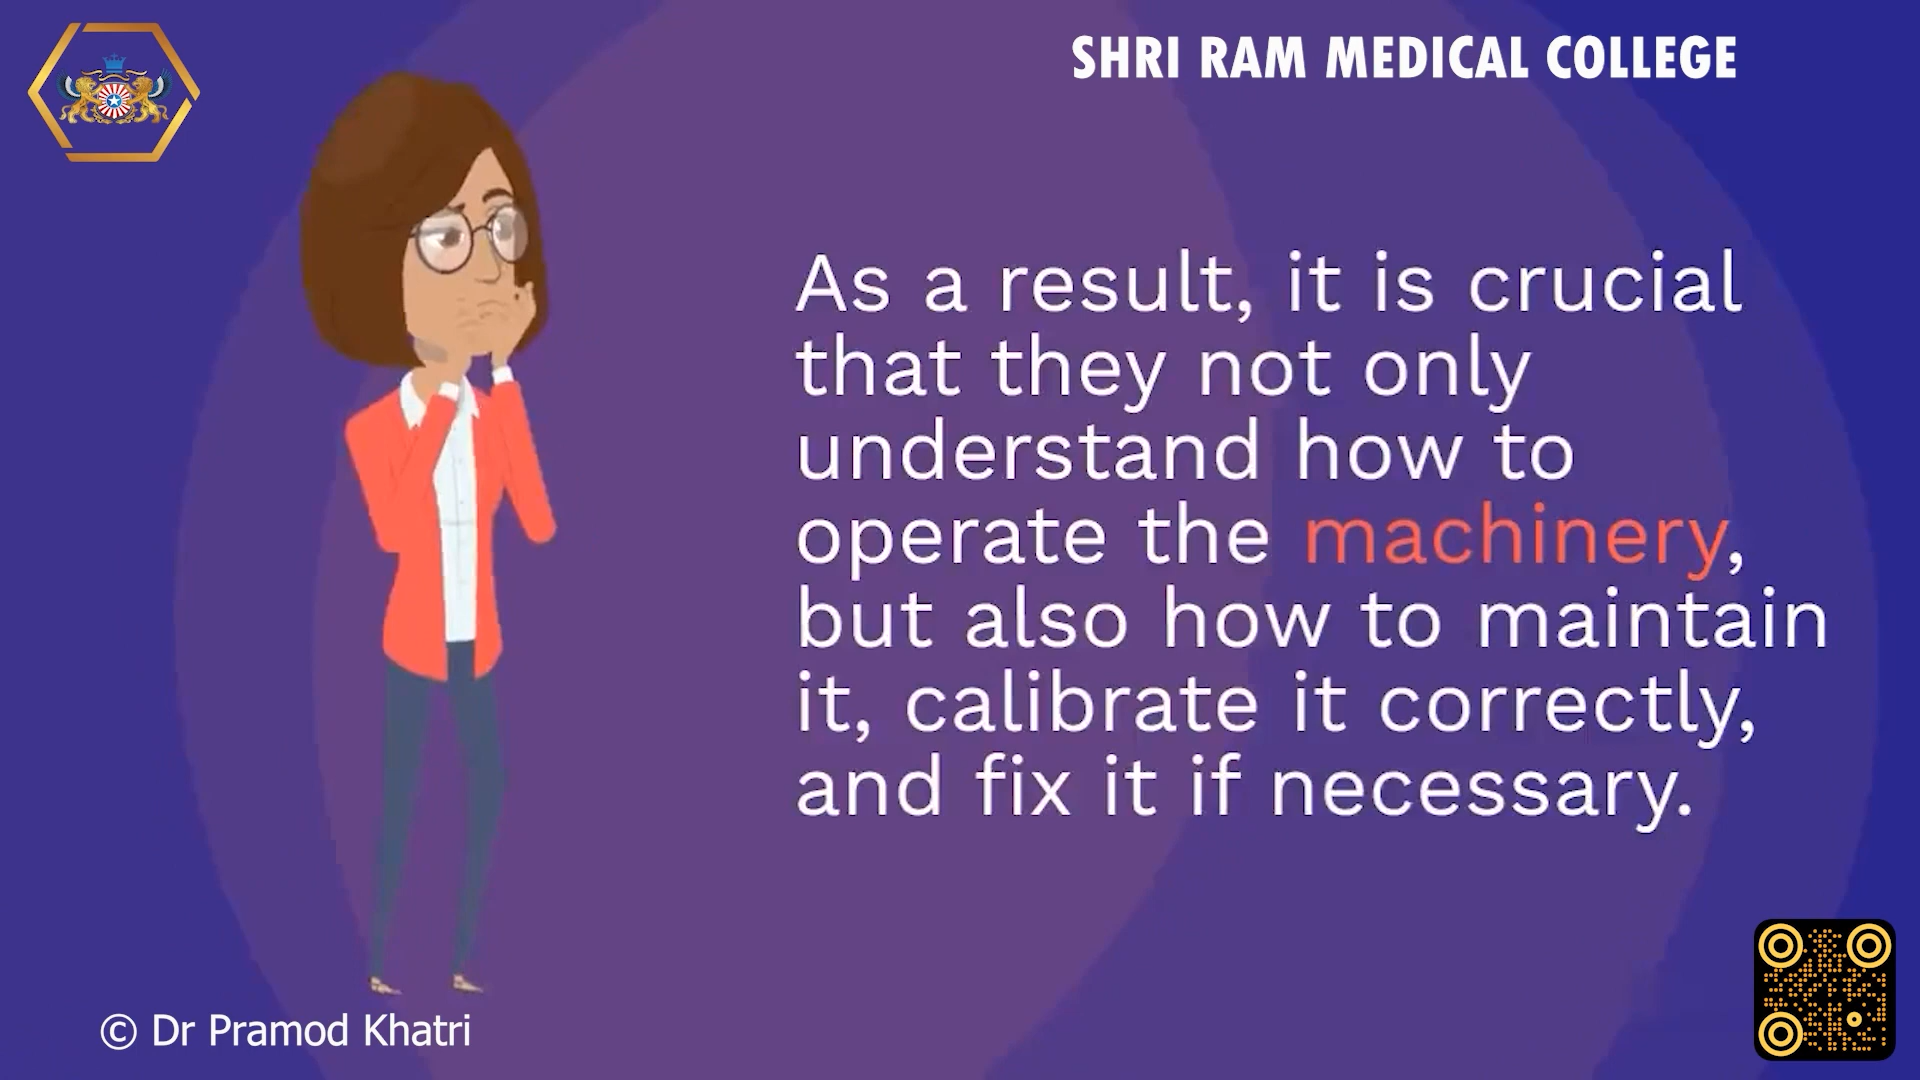 SHRI RAM MEDICAL COLLEGE
As a result, it is crucial
that they not only
understand how to
operate the machinery,
but also how to maintain
it, calibrate it correctly,
and fix it if necessary.
© Dr Pramod Khatri